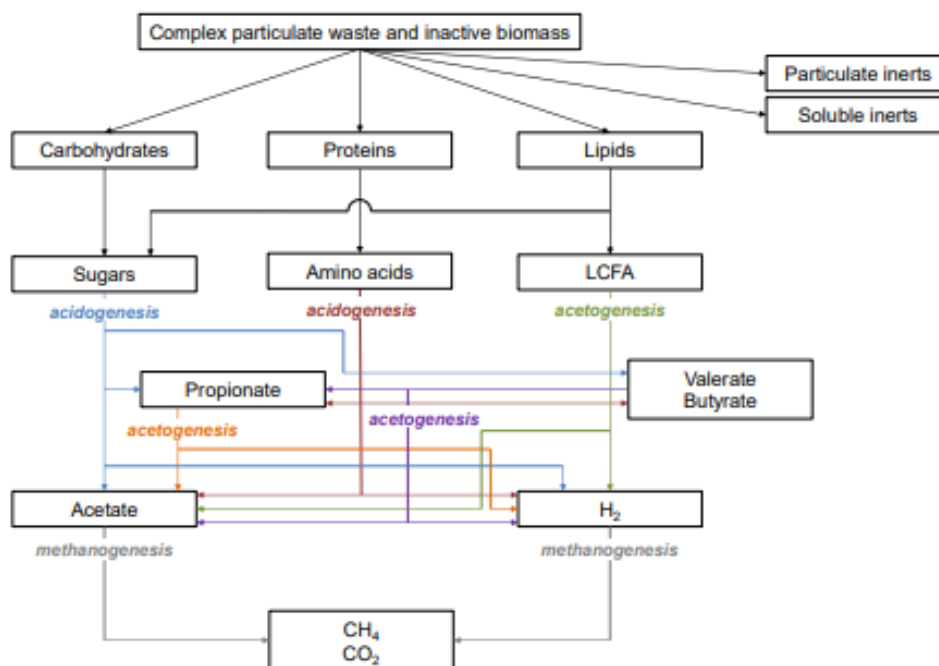 Complex particulate waste and inactive biomass
Particulate inerts
Soluble inerts
Carbohydrates
Proteins
Lipids
Sugars
Amino acids
LCFA
acidogenesis
acidogenesis
acetogenesis
Propionate
Valerate
Butyrate
acetogenesis
acetogenesis
Acetate
H₂
methanogenesis
methanogenesis
CH₄
CO₂